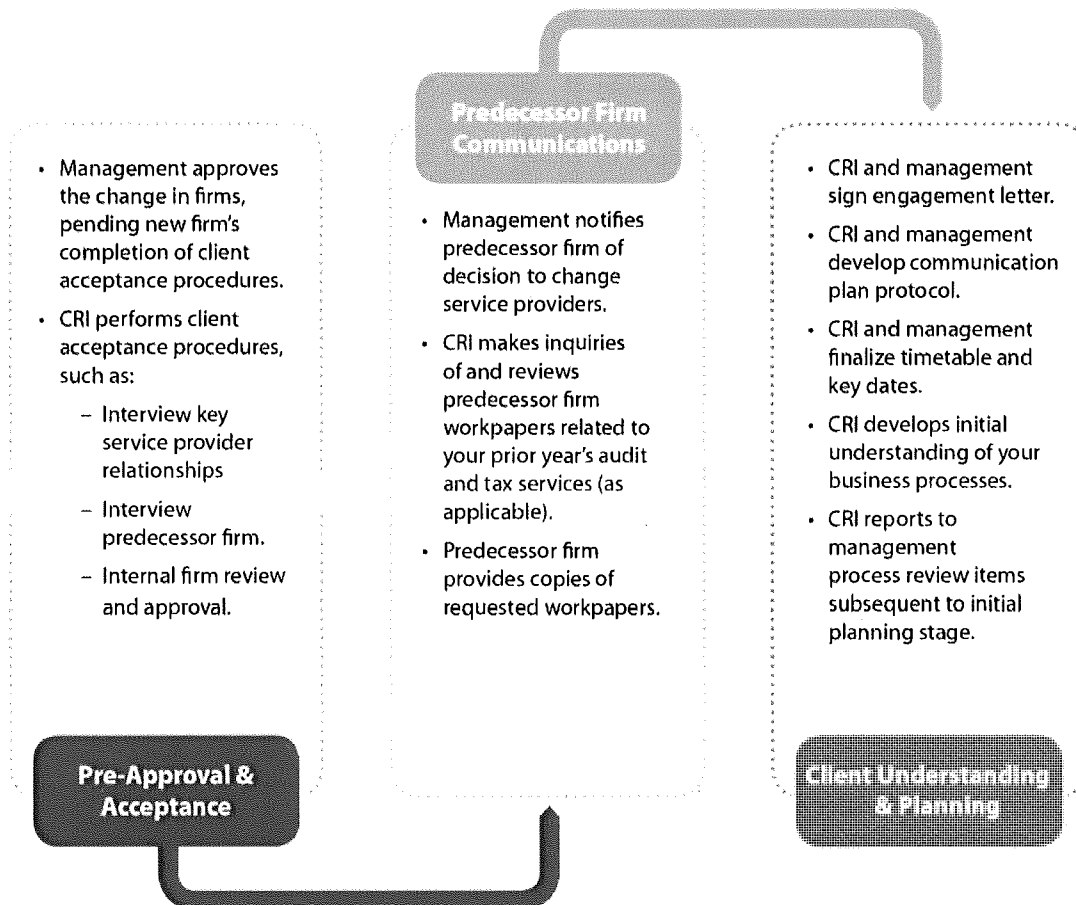 • Management approves
the change in firms,
pending new firm's
completion of client
acceptance procedures.
• CRI performs client
acceptance procedures,
such as:
– Interview key
service provider
relationships
– Interview
predecessor firm.
– Internal firm review
and approval.
Pre-Approval &
Acceptance
Predecessor Firm
Communications
• Management notifies
predecessor firm of
decision to change
service providers.
• CRI makes inquiries
of and reviews
predecessor firm
workpapers related to
your prior year's audit
and tax services (as
applicable).
• Predecessor firm
provides copies of
requested workpapers.
• CRI and management
sign engagement letter.
• CRI and management
develop communication
plan protocol.
• CRI and management
finalize timetable and
key dates.
• CRI develops initial
understanding of your
business processes.
• CRI reports to
management
process review items
subsequent to initial
planning stage.
Client Understanding
& Planning